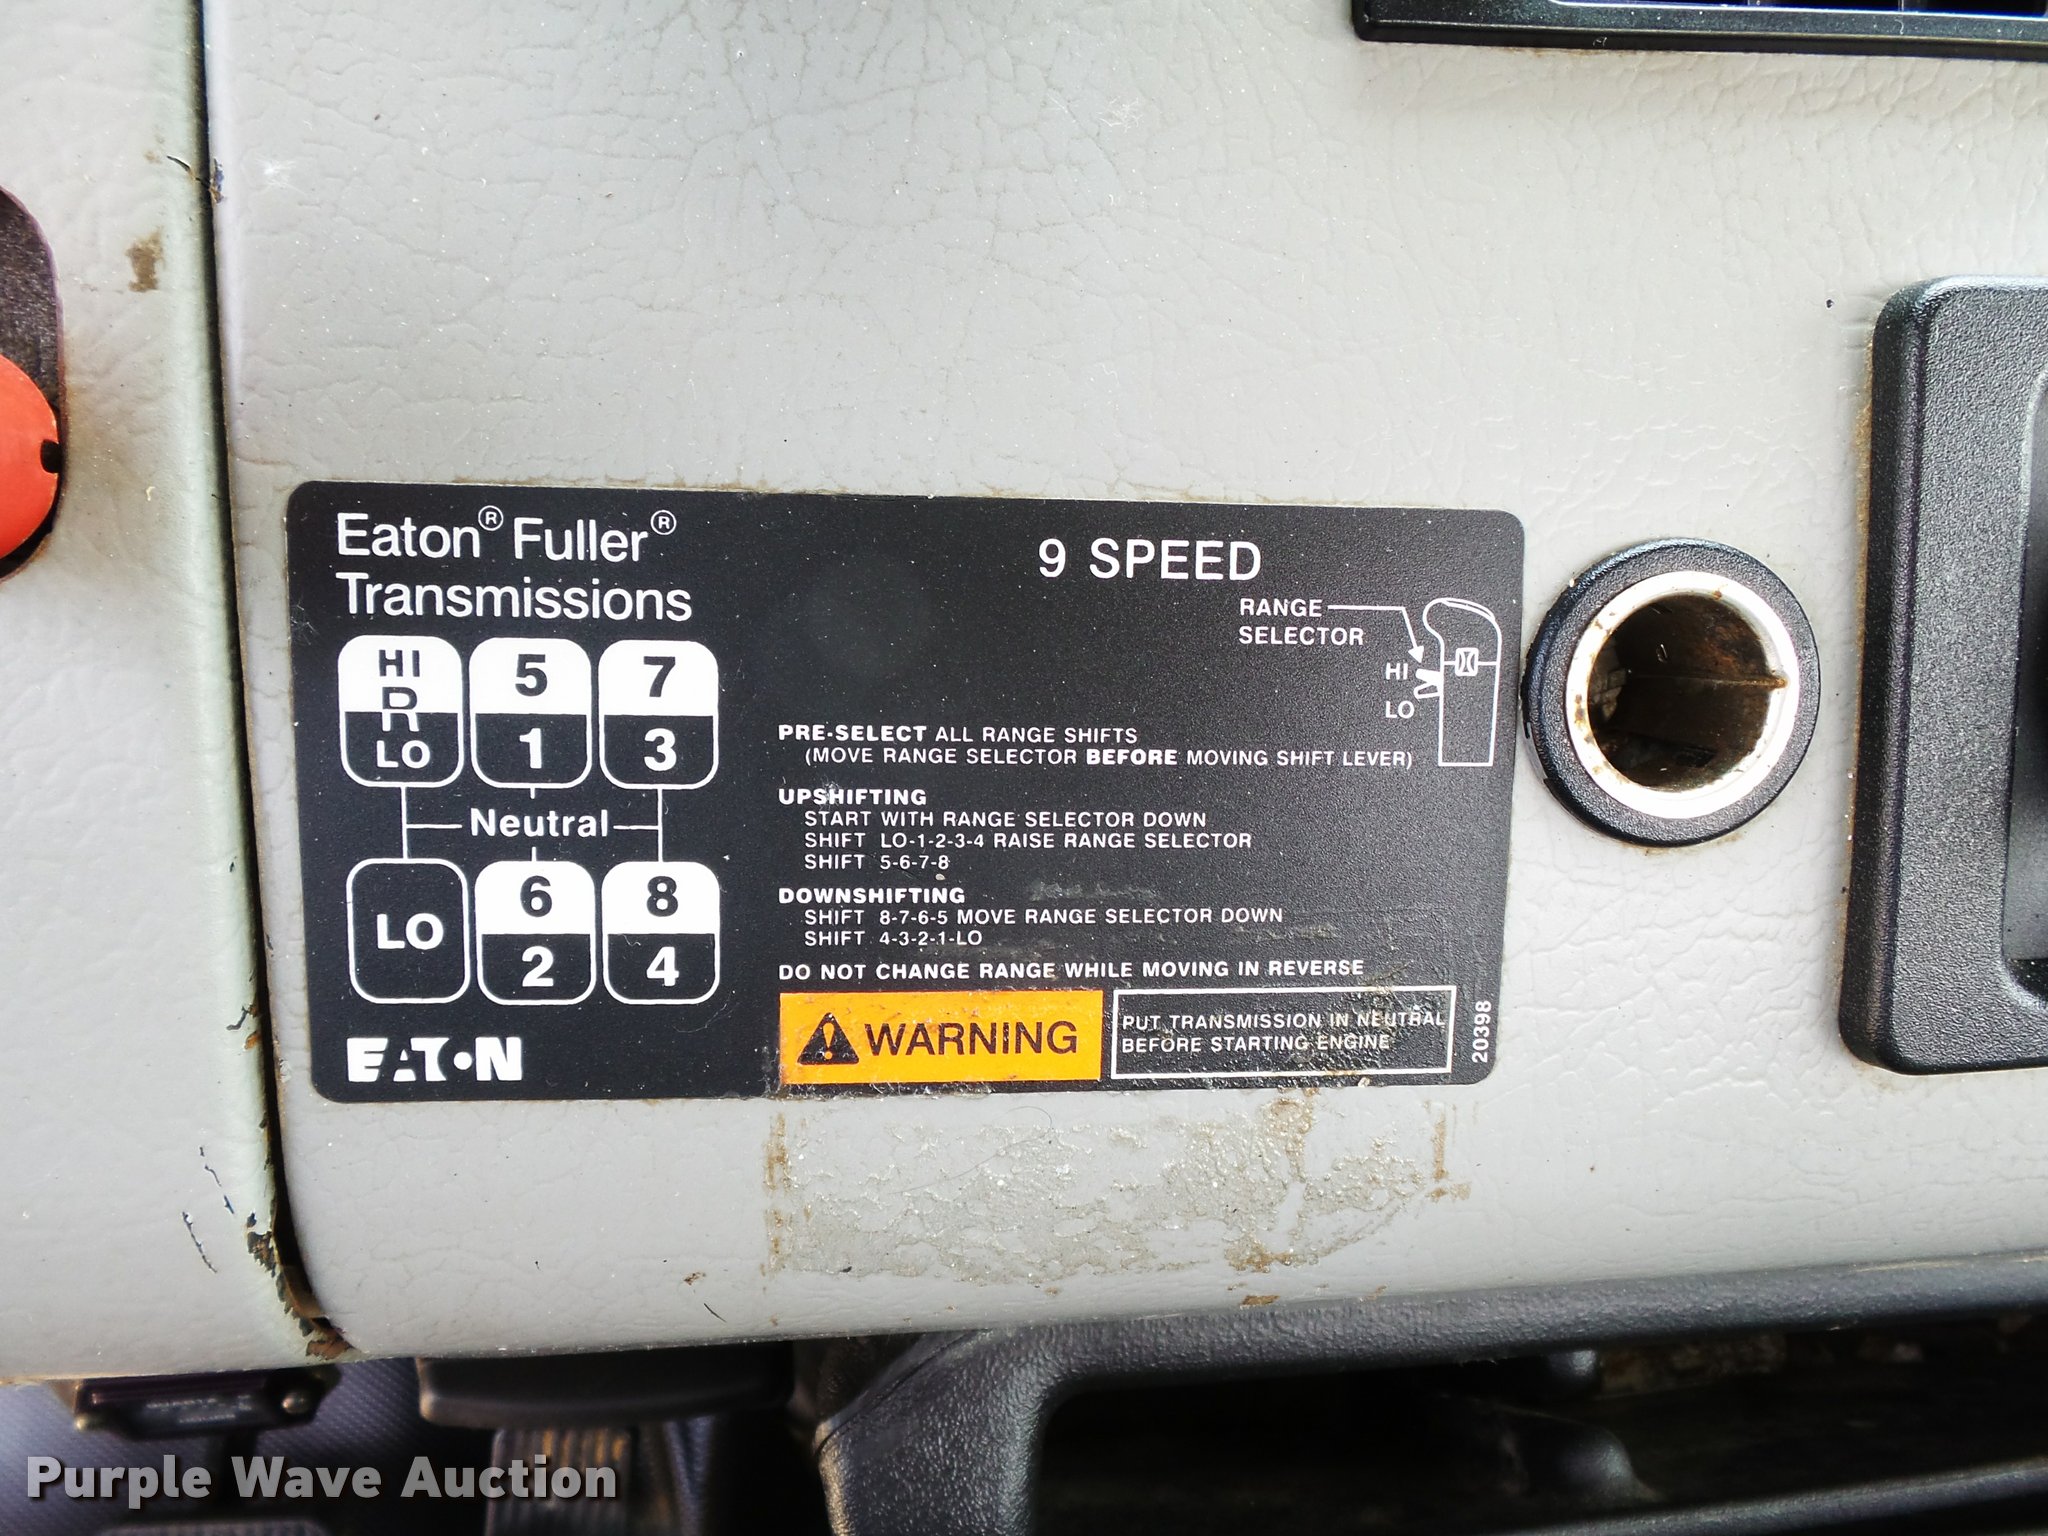 Eaton® Fuller®
Transmissions
HI
R
LO
5
1
7
3
Neutral
LO
6
2
8
4
EATON
9 SPEED
RANGE
SELECTOR
HI
LO
PRE-SELECT ALL RANGE SHIFTS
(MOVE RANGE SELECTOR BEFORE MOVING SHIFT LEVER)
UPSHIFTING
START WITH RANGE SELECTOR DOWN
SHIFT LO-1-2-3-4 RAISE RANGE SELECTOR
SHIFT 5-6-7-8
DOWNSHIFTING
SHIFT 8-7-6-5 MOVE RANGE SELECTOR DOWN
SHIFT 4-3-2-1-LO
DO NOT CHANGE RANGE WHILE MOVING IN REVERSE
WARNING
PUT TRANSMISSION IN NEUTRAL
BEFORE STARTING ENGINE
20398
Purple Wave Auction